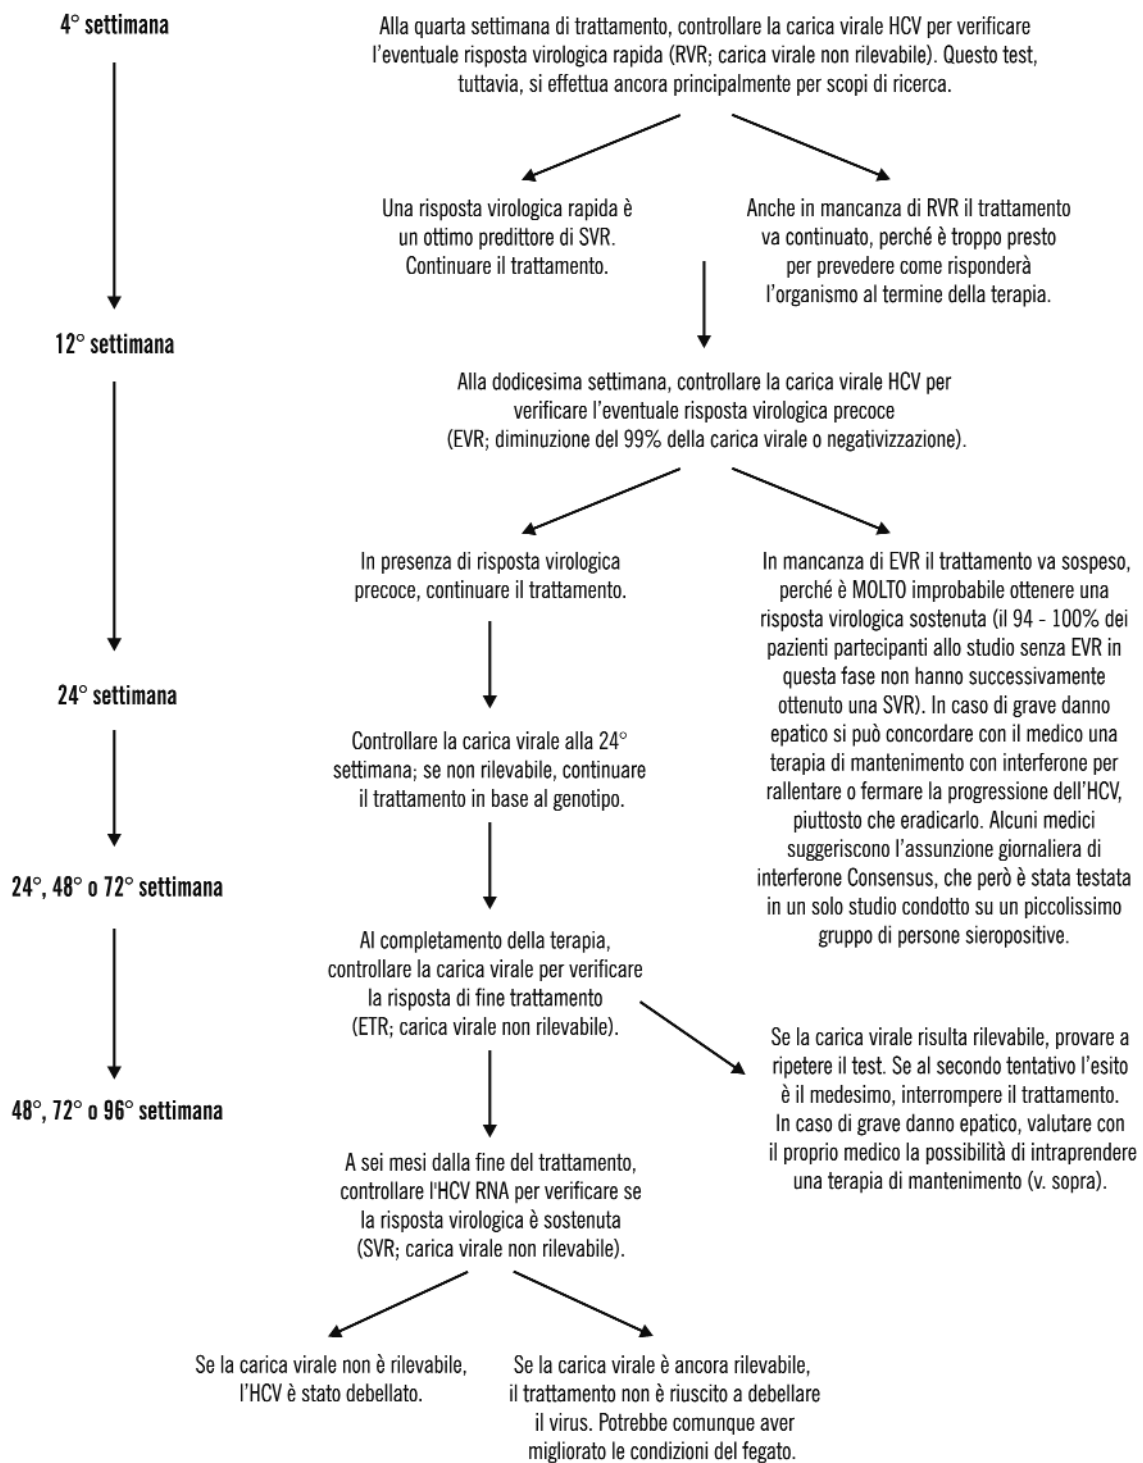 4° settimana
Alla quarta settimana di trattamento, controllare la carica virale HCV per verificare
l'eventuale risposta virologica rapida (RVR; carica virale non rilevabile). Questo test,
tuttavia, si effettua ancora principalmente per scopi di ricerca.
Una risposta virologica rapida è
un ottimo predittore di SVR.
Continuare il trattamento.
Anche in mancanza di RVR il trattamento
va continuato, perché è troppo presto
per prevedere come risponderà
l'organismo al termine della terapia.
12° settimana
Alla dodicesima settimana, controllare la carica virale HCV per
verificare l'eventuale risposta virologica precoce
(EVR; diminuzione del 99% della carica virale o negativizzazione).
In presenza di risposta virologica
precoce, continuare il trattamento.
In mancanza di EVR il trattamento va sospeso,
perché è MOLTO improbabile ottenere una
risposta virologica sostenuta (il 94 - 100% dei
pazienti partecipanti allo studio senza EVR in
questa fase non hanno successivamente
ottenuto una SVR). In caso di grave danno
epatico si può concordare con il medico una
terapia di mantenimento con interferone per
rallentare o fermare la progressione dell'HCV,
piuttosto che eradicarlo. Alcuni medici
suggeriscono l'assunzione giornaliera di
interferone Consensus, che però è stata testata
in un solo studio condotto su un piccolissimo
gruppo di persone sieropositive.
24° settimana
Controllare la carica virale alla 24°
settimana; se non rilevabile, continuare
il trattamento in base al genotipo.
24°, 48° o 72° settimana
Al completamento della terapia,
controllare la carica virale per verificare
la risposta di fine trattamento
(ETR; carica virale non rilevabile).
Se la carica virale risulta rilevabile, provare a
ripetere il test. Se al secondo tentativo l'esito
è il medesimo, interrompere il trattamento.
In caso di grave danno epatico, valutare con
il proprio medico la possibilità di intraprendere
una terapia di mantenimento (v. sopra).
48°, 72° o 96° settimana
A sei mesi dalla fine del trattamento,
controllare l'HCV RNA per verificare se
la risposta virologica è sostenuta
(SVR; carica virale non rilevabile).
Se la carica virale non è rilevabile,
l'HCV è stato debellato.
Se la carica virale è ancora rilevabile,
il trattamento non è riuscito a debellare
il virus. Potrebbe comunque aver
migliorato le condizioni del fegato.